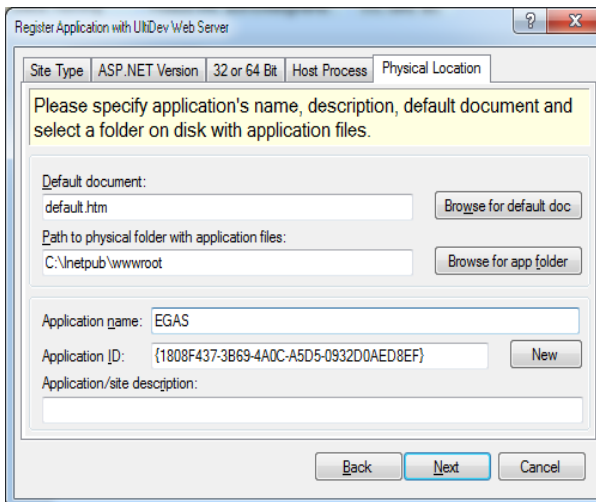 Register Application with UltiDev Web Server
?
X
Site Type
ASP.NET Version
32 or 64 Bit
Host Process
Physical Location
Please specify application's name, description, default document and
select a folder on disk with application files.
Default document:
default.htm
Browse for default doc
Path to physical folder with application files:
C:\Inetpub\wwwroot
Browse for app folder
Application name:
EGAS
Application ID:
{1808F437-3B69-4A0C-A5D5-0932D0AED8EF}
New
Application/site description:
Back
Next
Cancel